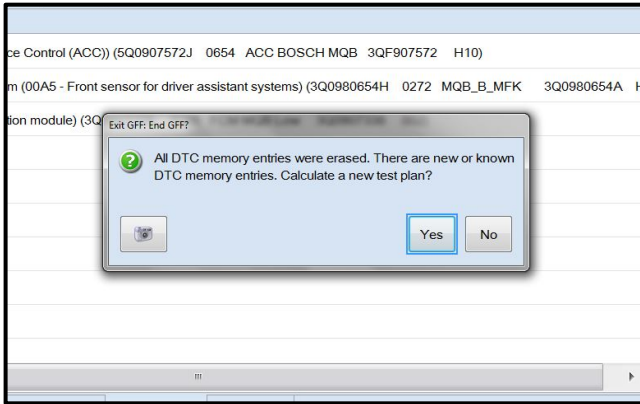 ce Control (ACC)) (5Q0907572J 0654 ACC BOSCH MQB 3QF907572 H10)
m (00A5 - Front sensor for driver assistant systems) (3Q0980654H 0272 MQB_B_MFK 3Q0980654A H
tion module) (3Q
Exit GFF: End GFF?
All DTC memory entries were erased. There are new or known
DTC memory entries. Calculate a new test plan?
Yes
No